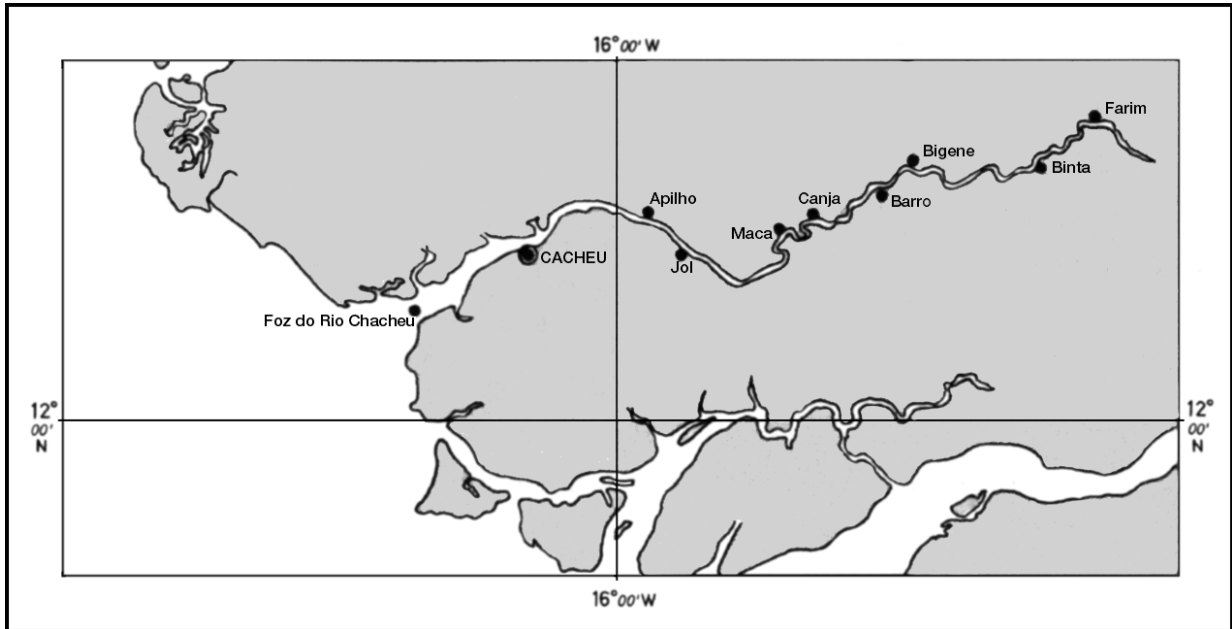 16°00'W
Farim
Bigene
Binta
Apilho
Canja
Barro
Maca
CACHEU
Jol
Foz do Rio Chacheu
12°
00'
N
12°
00'
N
16°00'W